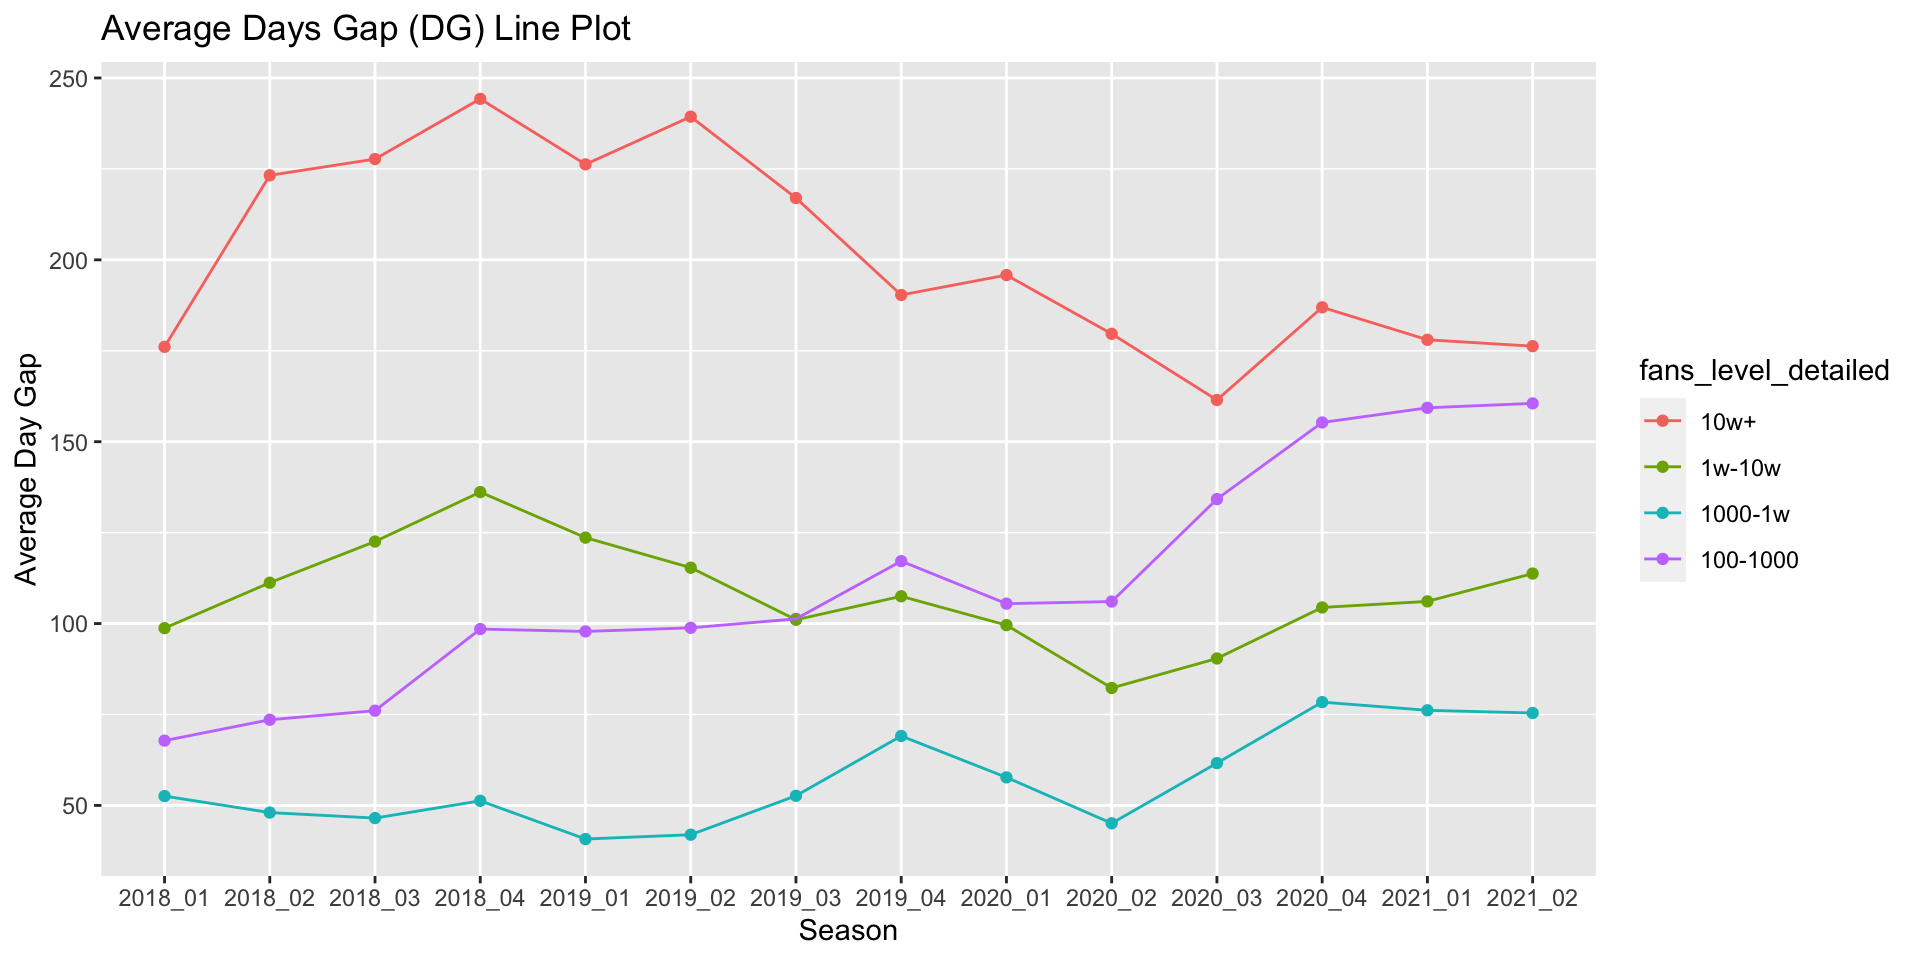 Average Days Gap (DG) Line Plot
Average Day Gap
250
200
150
100
50
2018_01 2018_02 2018_03 2018_04 2019_01 2019_02 2019_03 2019_04 2020_01 2020_02 2020_03 2020_04 2021_01 2021_02
Season
fans_level_detailed
10w+
1w-10w
1000-1w
100-1000